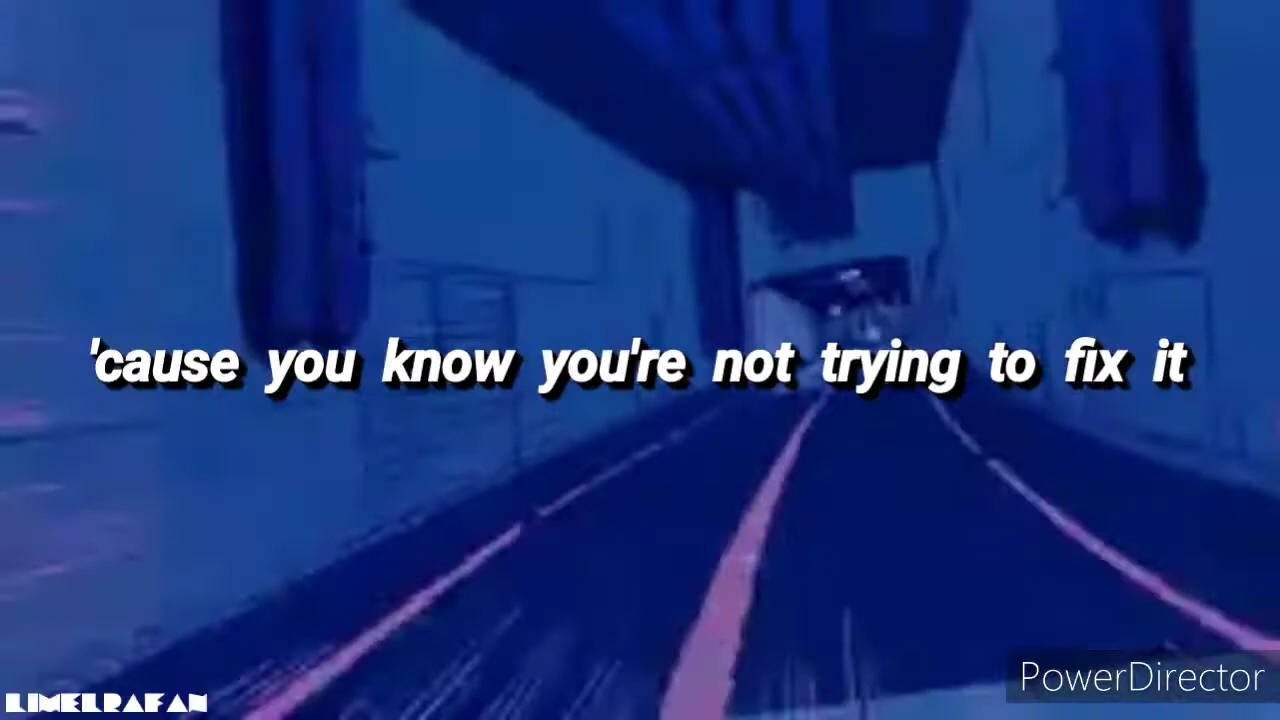 'cause you know you're not trying to fix it
PowerDirector
LIMELRAFAN